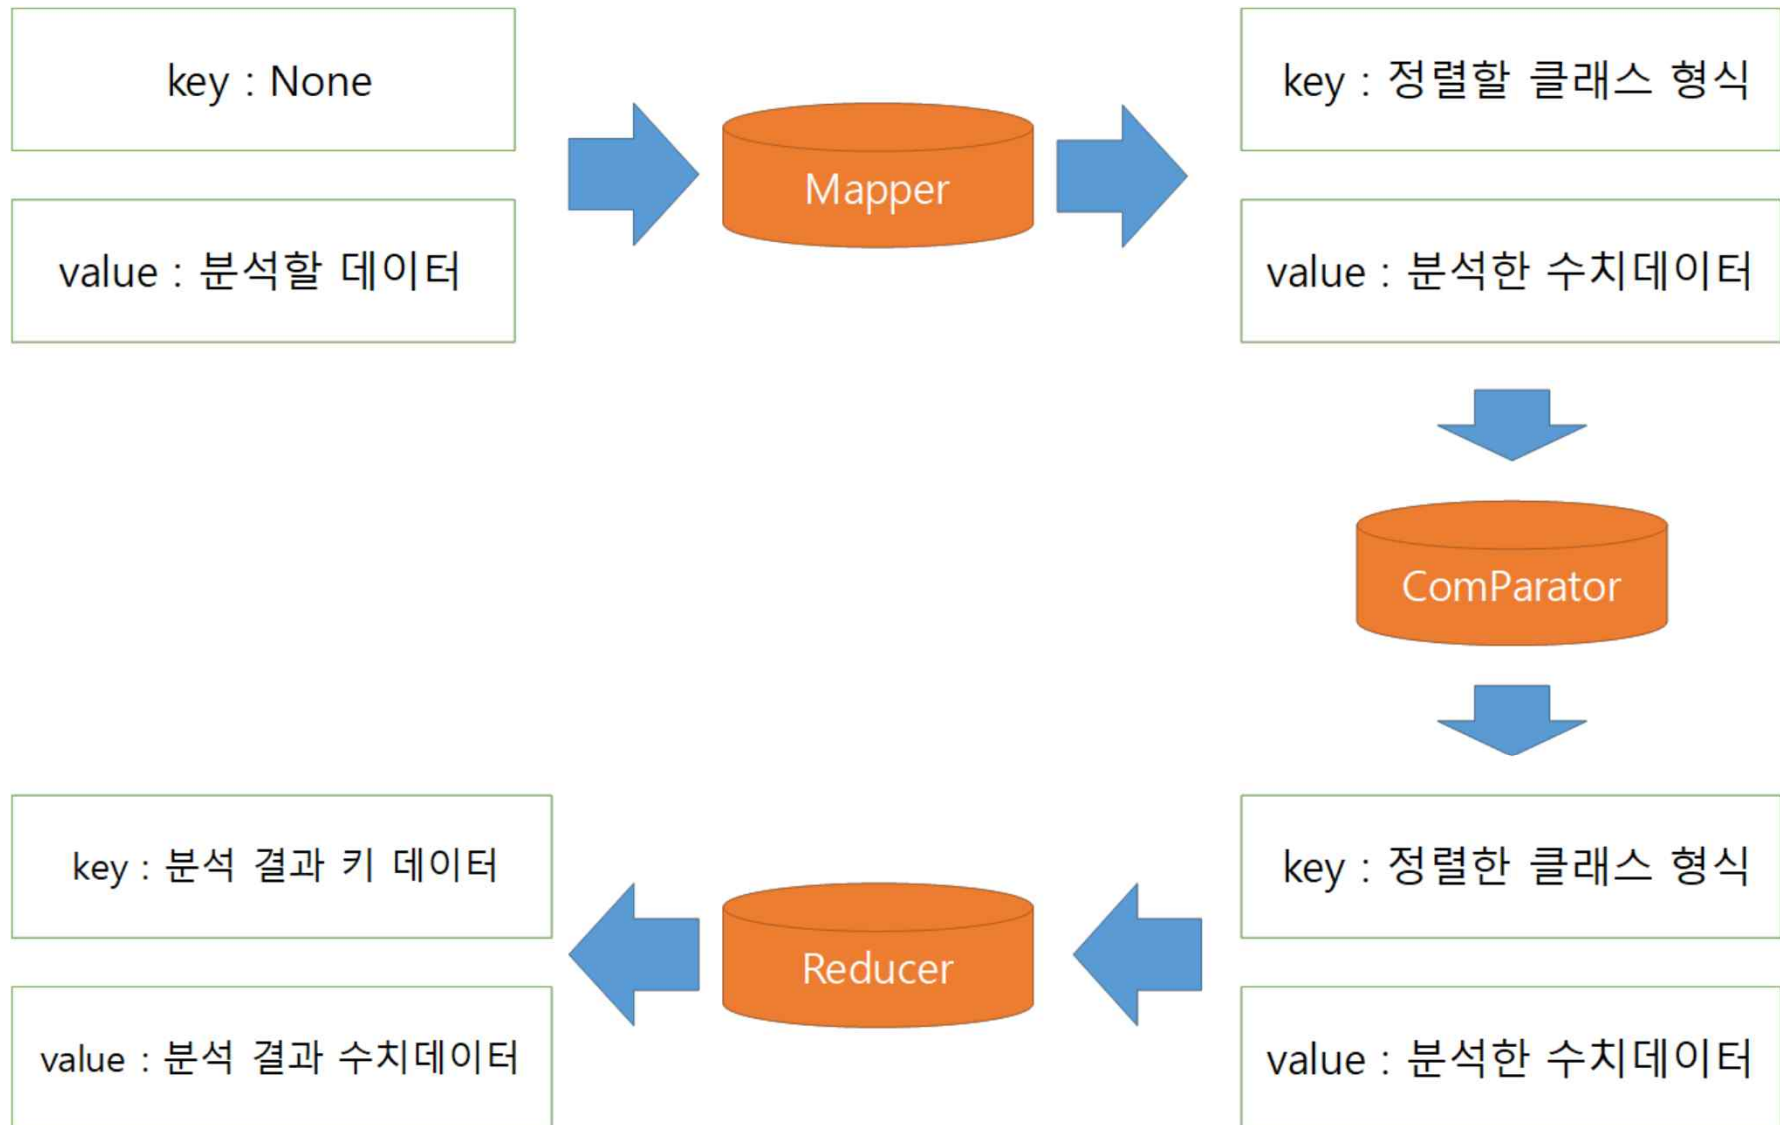 key : None
value : 분석할 데이터
Mapper
key : 정렬할 클래스 형식
value : 분석한 수치데이터
ComParator
key : 정렬한 클래스 형식
value : 분석한 수치데이터
Reducer
key : 분석 결과 키 데이터
value : 분석 결과 수치데이터